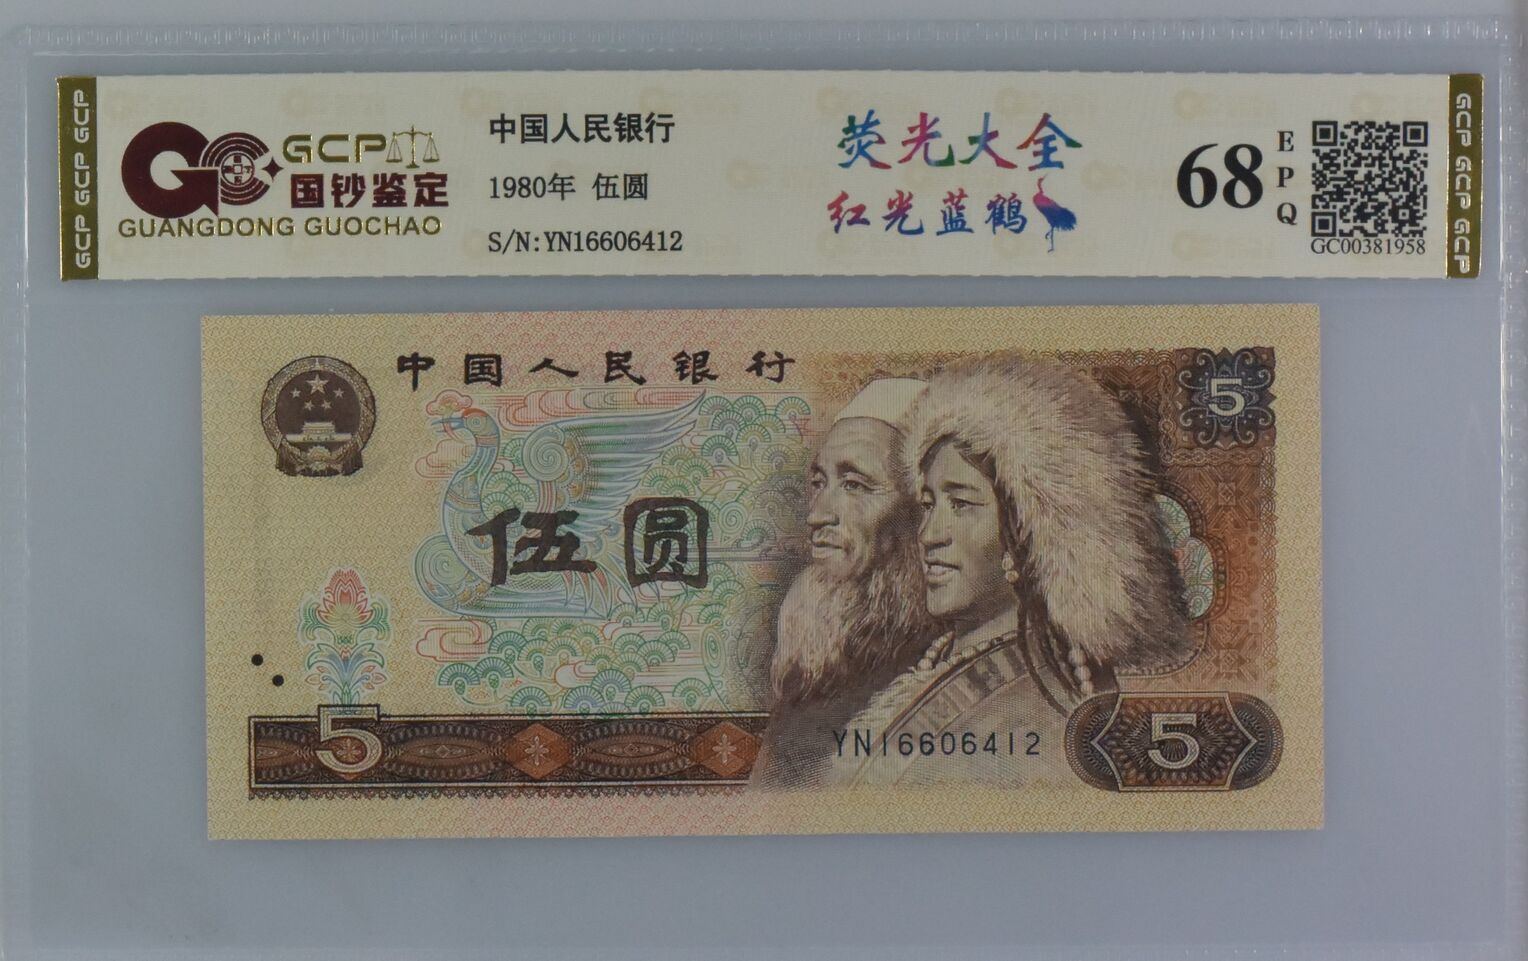 GCP GCP GCP
GCP
国钞鉴定
GUANGDONG GUOCHAO
中国人民银行
1980年 伍圆
S/N:YN16606412
荧光大全
红光蓝鹤
68
EPQ
GC00381958
GCP GCP GCP
中国人民银行
5
伍圆
5
YN16606412
5